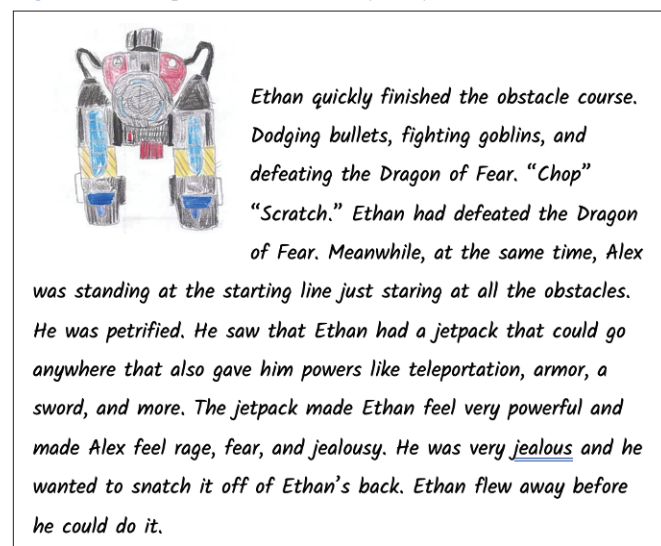 Ethan quickly finished the obstacle course.
Dodging bullets, fighting goblins, and
defeating the Dragon of Fear. “Chop”
“Scratch.” Ethan had defeated the Dragon
of Fear. Meanwhile, at the same time, Alex
was standing at the starting line just staring at all the obstacles.
He was petrified. He saw that Ethan had a jetpack that could go
anywhere that also gave him powers like teleportation, armor, a
sword, and more. The jetpack made Ethan feel very powerful and
made Alex feel rage, fear, and jealousy. He was very jealous and he
wanted to snatch it off of Ethan’s back. Ethan flew away before
he could do it.